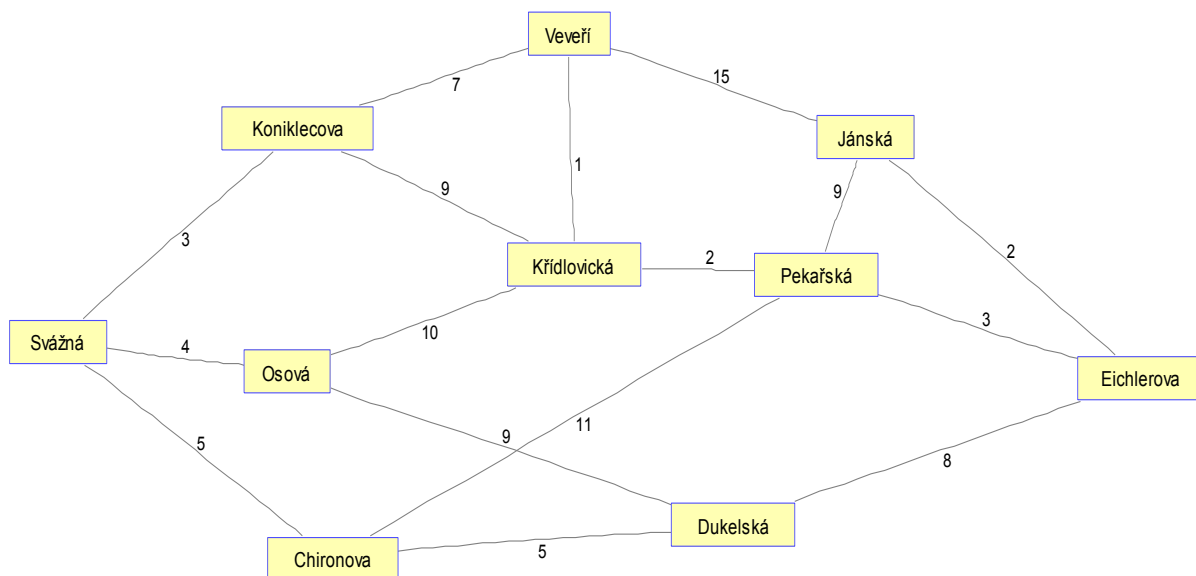 Veveří
7
15
Koniklecova
Jánská
1
9
9
3
Křídlovická
2
Pekařská
2
10
3
Svážná
4
Osová
Eichlerova
5
9
11
8
Dukelská
Chironova
5